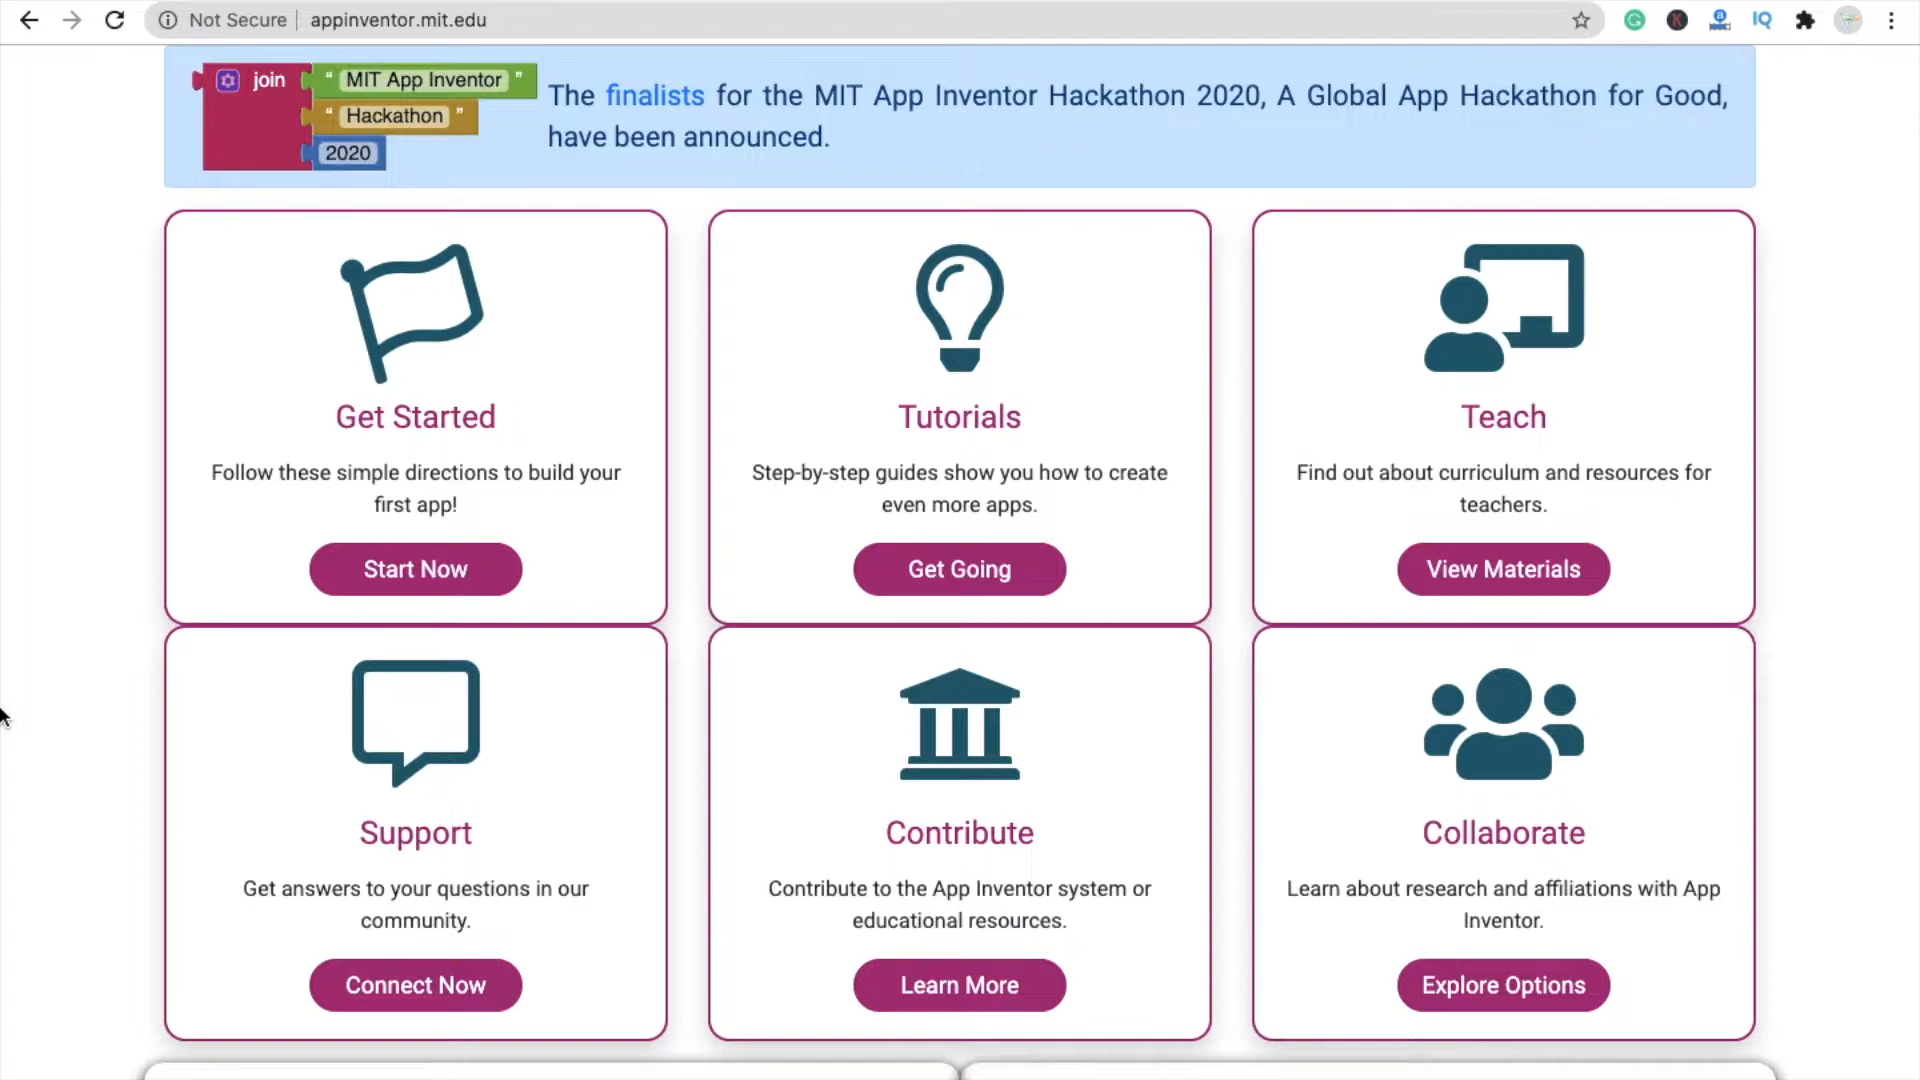 Not Secure | appinventor.mit.edu
join " MIT App Inventor "
" Hackathon "
2020
The finalists for the MIT App Inventor Hackathon 2020, A Global App Hackathon for Good,
have been announced.
Get Started
Follow these simple directions to build your
first app!
Start Now
Tutorials
Step-by-step guides show you how to create
even more apps.
Get Going
Teach
Find out about curriculum and resources for
teachers.
View Materials
Support
Get answers to your questions in our
community.
Connect Now
Contribute
Contribute to the App Inventor system or
educational resources.
Learn More
Collaborate
Learn about research and affiliations with App
Inventor.
Explore Options